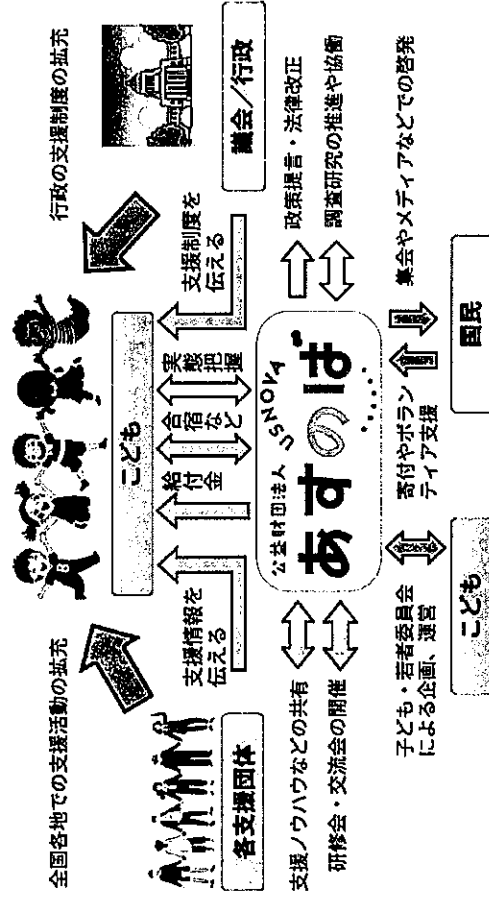 全国各地での支援活動の拡充
行政の支援制度の拡充
こども
各支援団体
議会／行政
支援情報を
伝える
給付金
合宿など
実態把握
支援制度を
伝える
公益財団法人 USNOVA
あすのば
支援ノウハウなどの共有
研修会・交流会の開催
政策提言・法律改正
調査研究の推進や協働
子ども・若者委員会
による企画、運営
寄付やボラン
ティア支援
集会やメディアなどでの啓発
こども
国民